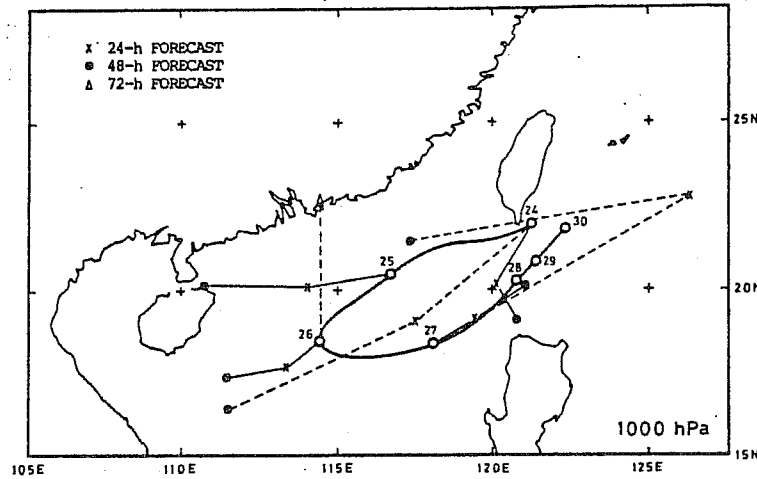 x 24-h FORECAST
⊗ 48-h FORECAST
△ 72-h FORECAST
25N
24
30
25
29
28
20N
26
27
1000 hPa
15N
105E 110E 115E 120E 125E